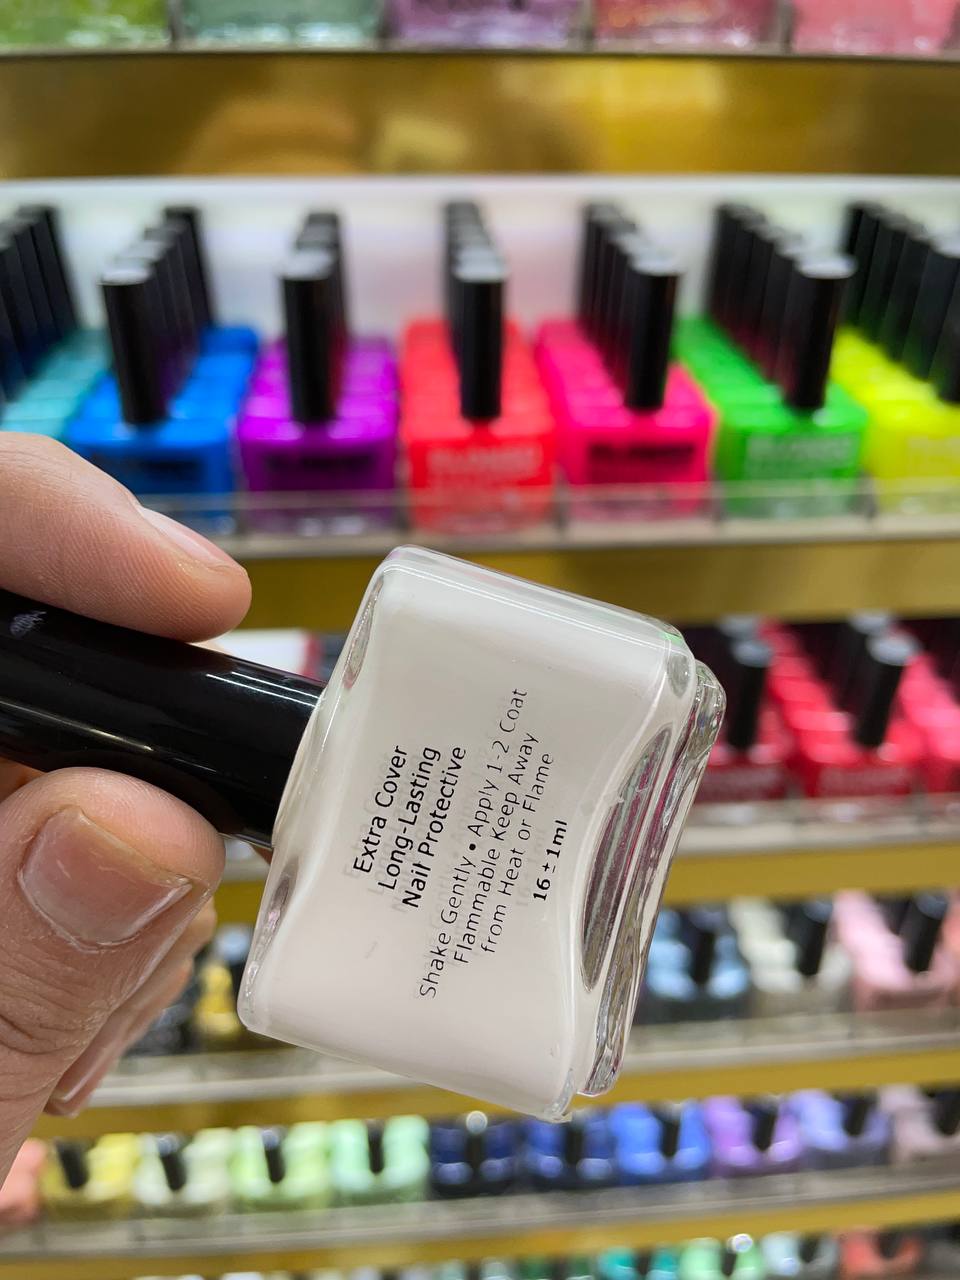 Extra Cover
Long-Lasting
Nail Protective
Shake Gently • Apply 1-2 Coat
Flammable Keep Away
from Heat or Flame
16 ± 1ml